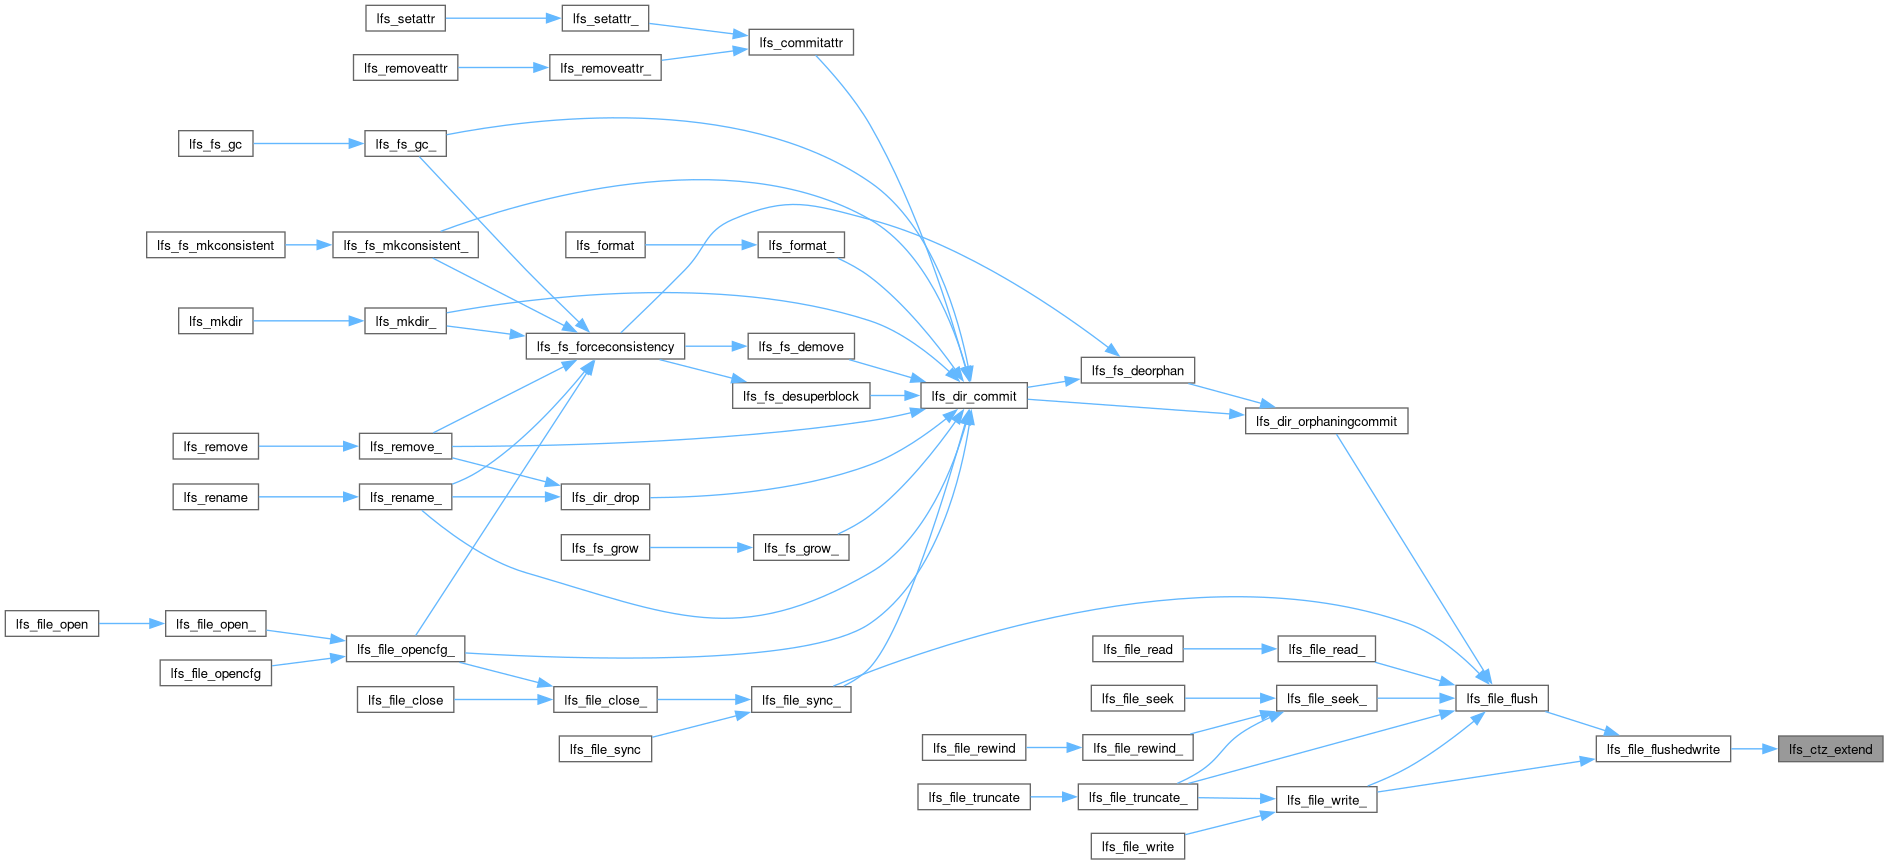 lfs_setattr
lfs_setattr_
lfs_commitattr
lfs_removeattr
lfs_removeattr_
lfs_fs_gc
lfs_fs_gc_
lfs_fs_mkconsistent
lfs_fs_mkconsistent_
lfs_format
lfs_format_
lfs_mkdir
lfs_mkdir_
lfs_fs_forceconsistency
lfs_fs_demove
lfs_fs_deorphan
lfs_fs_desuperblock
lfs_dir_commit
lfs_dir_orphaningcommit
lfs_remove
lfs_remove_
lfs_rename
lfs_rename_
lfs_dir_drop
lfs_fs_grow
lfs_fs_grow_
lfs_file_open
lfs_file_open_
lfs_file_opencfg_
lfs_file_opencfg
lfs_file_read
lfs_file_read_
lfs_file_close
lfs_file_close_
lfs_file_sync_
lfs_file_seek
lfs_file_seek_
lfs_file_flush
lfs_file_sync
lfs_file_rewind
lfs_file_rewind_
lfs_file_flushedwrite
lfs_ctz_extend
lfs_file_truncate
lfs_file_truncate_
lfs_file_write_
lfs_file_write